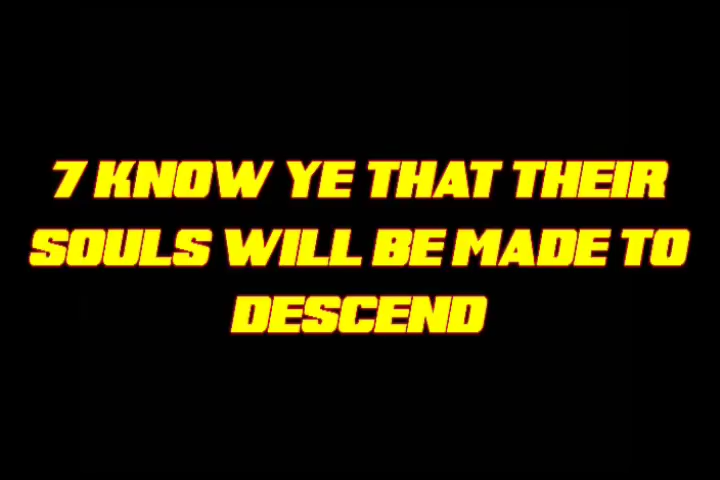 7 KNOW YE THAT THEIR
SOULS WILL BE MADE TO
DESCEND